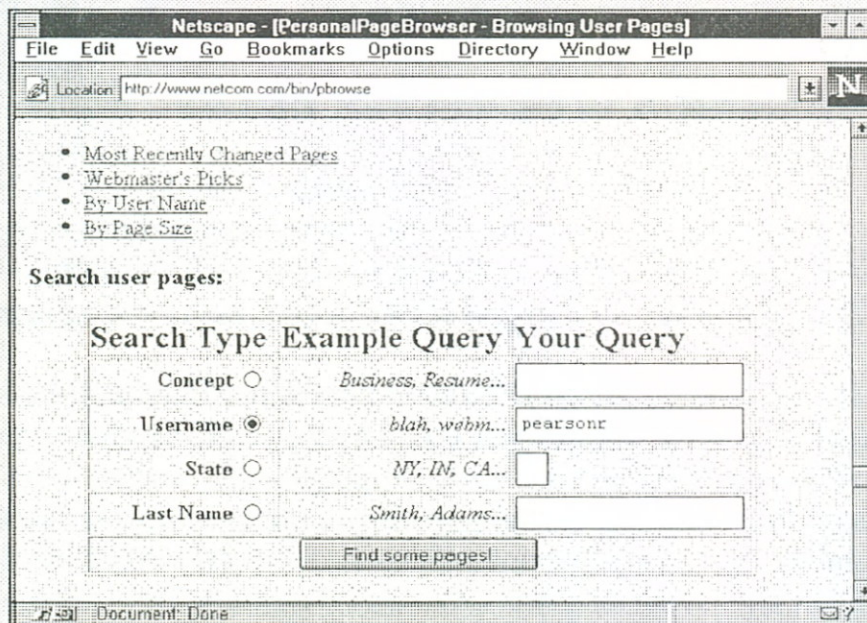 Netscape - [PersonalPageBrowser - Browsing User Pages]
File Edit View Go Bookmarks Options Directory Window Help
Location: http://www.netcom.com/bin/pbrowse
N
• Most Recently Changed Pages
• Webmaster's Picks
• By User Name
• By Page Size
Search user pages:
Search Type Example Query Your Query
Concept Business, Resume...
Username blah, webm... pearsonr
State NY, IN, CA...
Last Name Smith, Adams...
Find some pages!
Document: Done